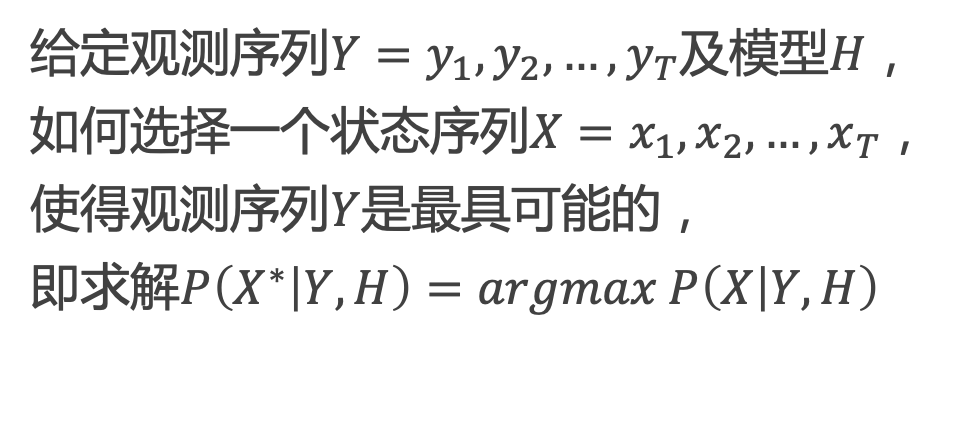 给定观测序列Y = y₁, y₂, … , y_T及模型H，
如何选择一个状态序列X = x₁, x₂, … , x_T，
使得观测序列Y是最具可能的，
即求解P(X*|Y, H) = argmax P(X|Y, H)